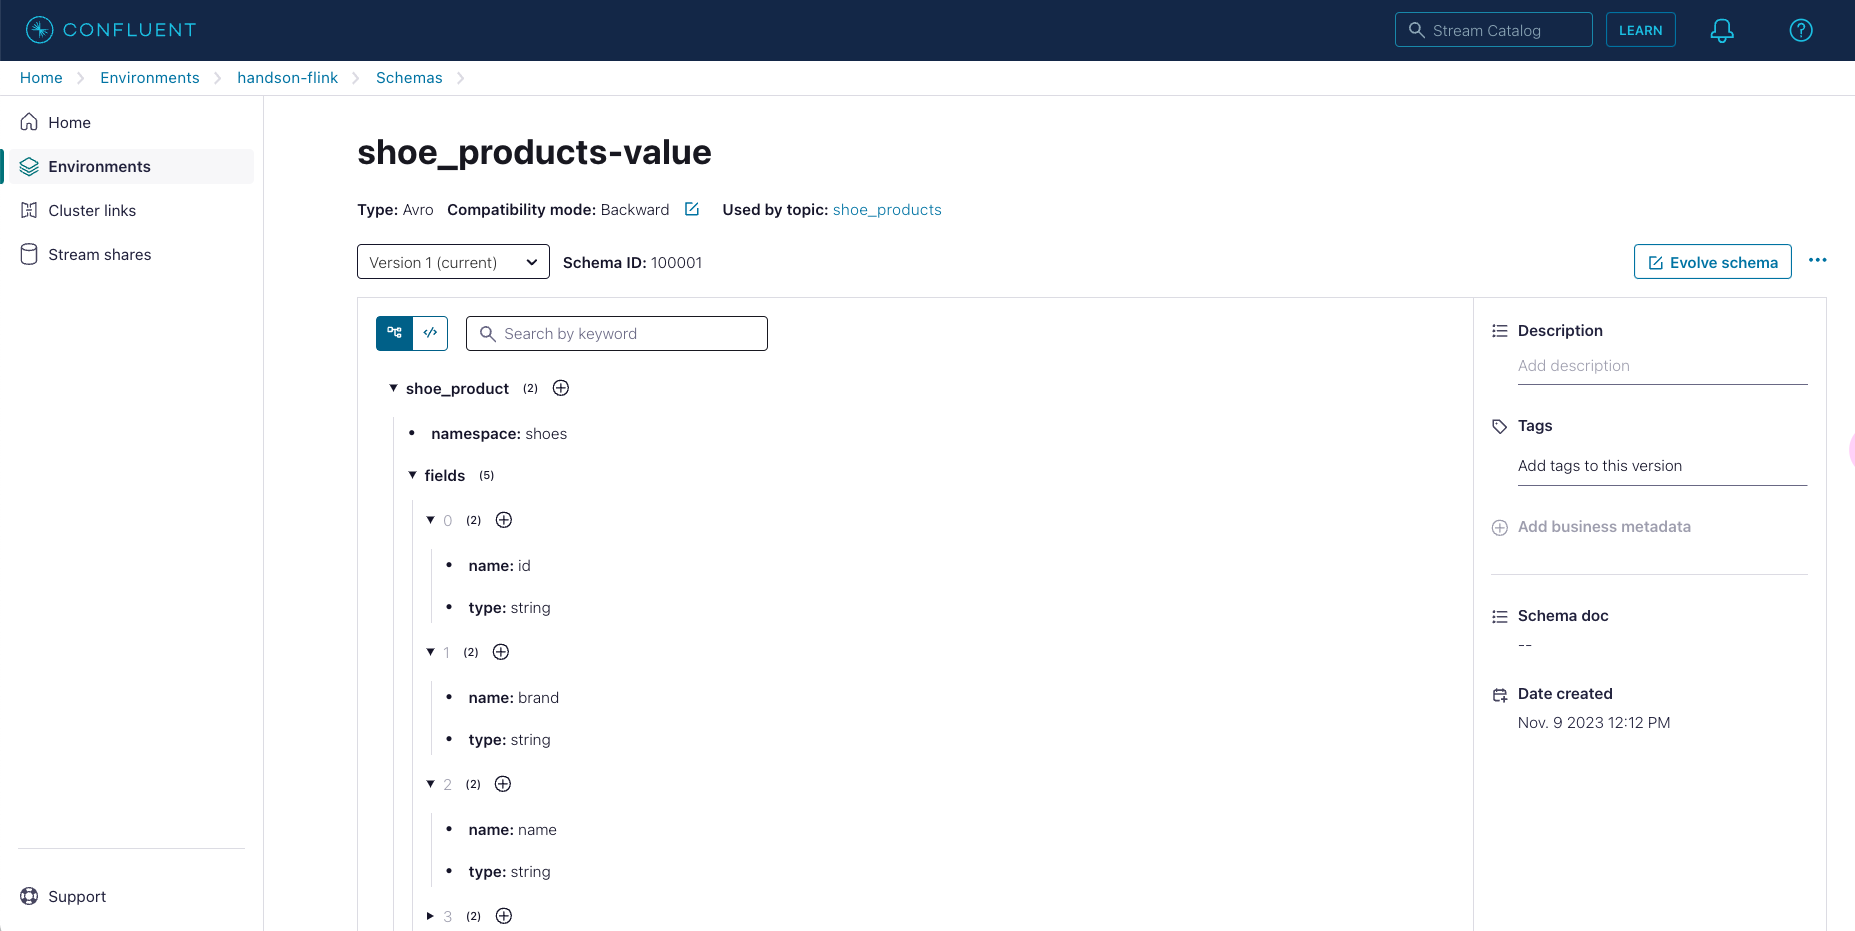 CONFLUENT
Stream Catalog
LEARN
Home
Environments
handson-flink
Schemas
Home
Environments
Cluster links
Stream shares
Support
shoe_products-value
Type: Avro Compatibility mode: Backward Used by topic: shoe_products
Version 1 (current)
Schema ID: 100001
Evolve schema
Search by keyword
shoe_product (2)
namespace: shoes
fields (5)
0 (2)
name: id
type: string
1 (2)
name: brand
type: string
2 (2)
name: name
type: string
3 (2)
Description
Add description
Tags
Add tags to this version
Add business metadata
Schema doc
--
Date created
Nov. 9 2023 12:12 PM